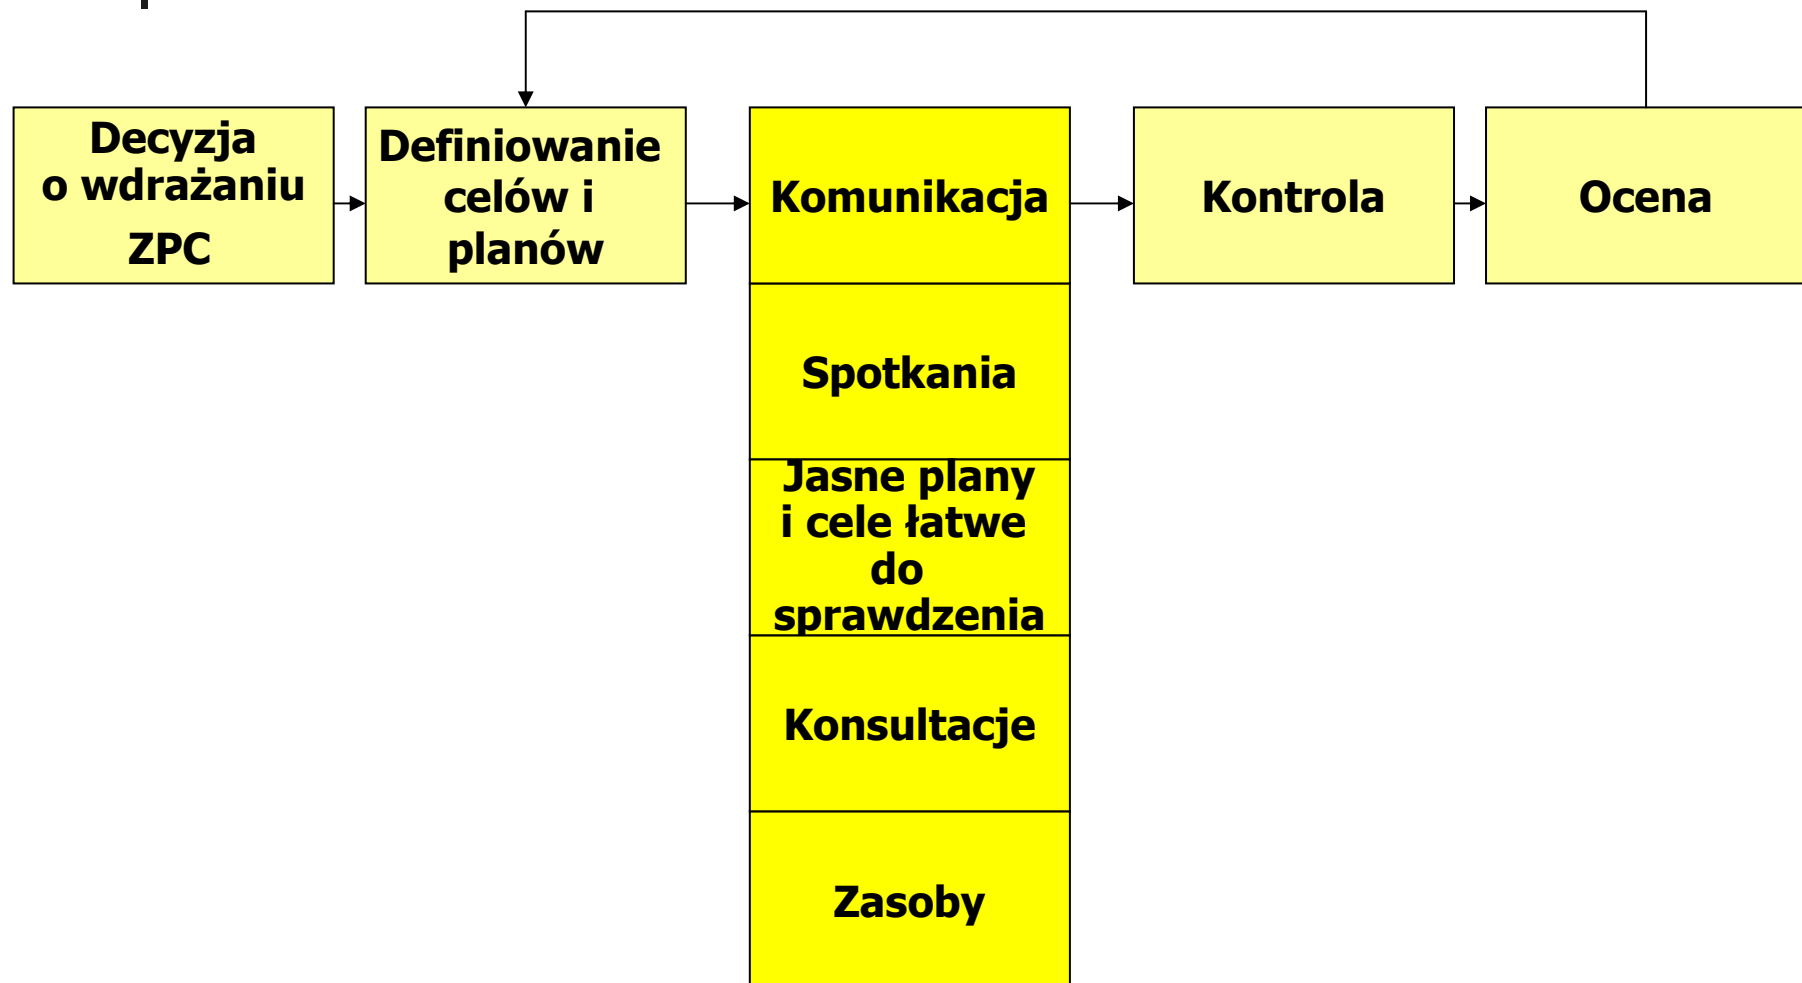 Decyzja
o wdrażaniu
ZPC
Definiowanie
celów i
planów
Komunikacja
Kontrola
Ocena
Spotkania
Jasne plany
i cele łatwe
do
sprawdzenia
Konsultacje
Zasoby